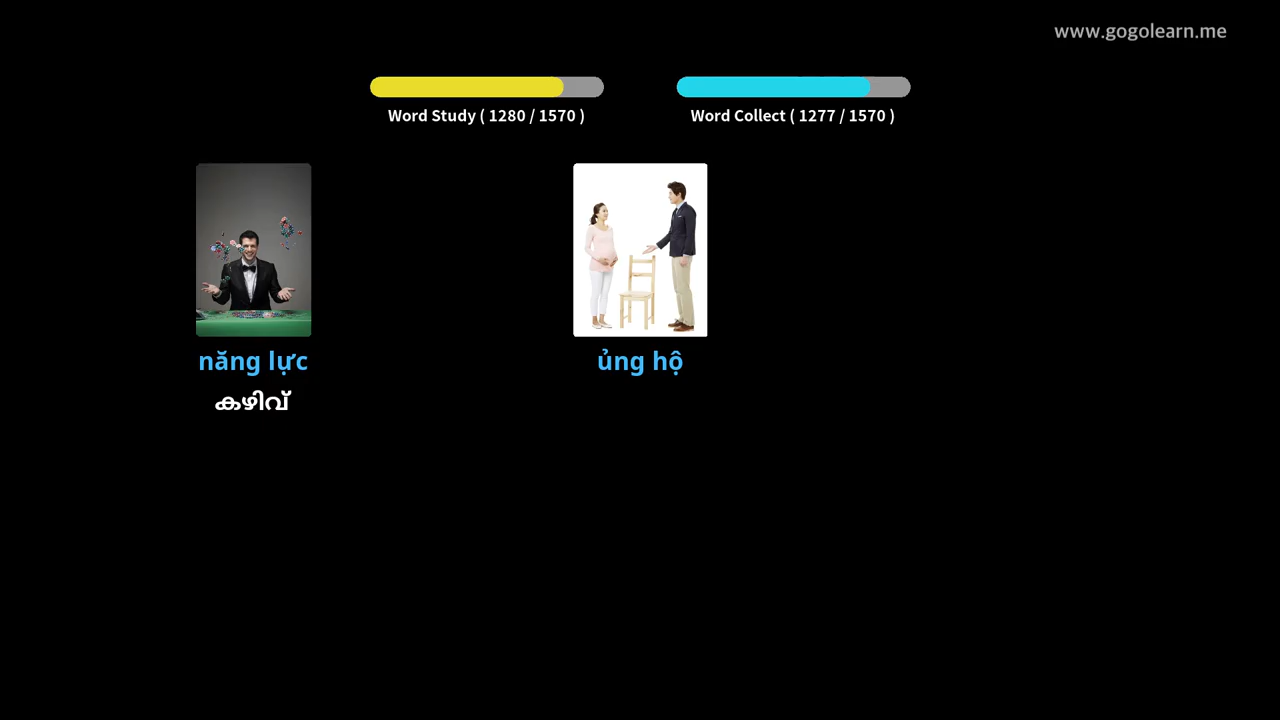 www.gogolearn.me
Word Study ( 1280 / 1570 )
Word Collect ( 1277 / 1570 )
năng lực
ủng hộ
കഴിവ്